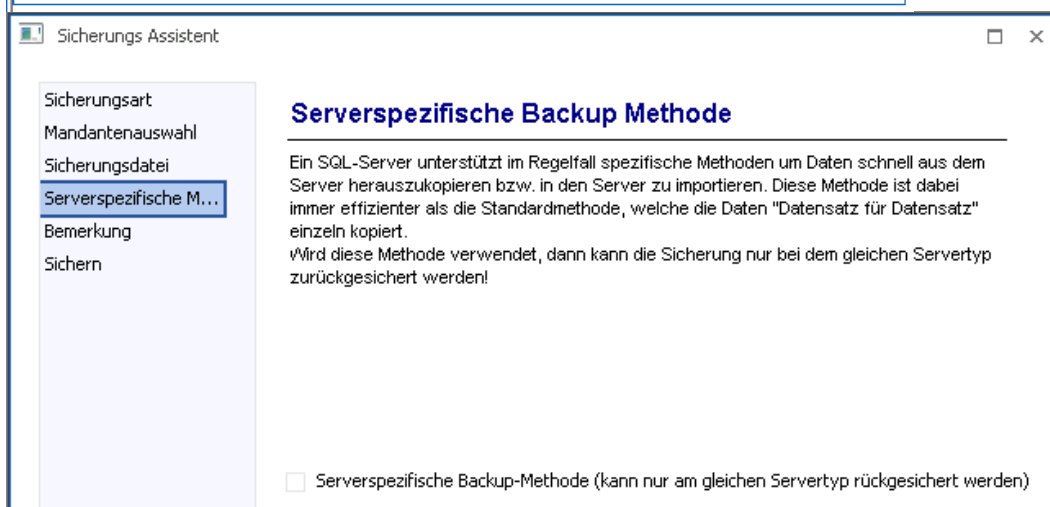 Sicherungs Assistent
Sicherungsart
Mandantenauswahl
Sicherungsdatei
Serverspezifische M...
Bemerkung
Sichern
Serverspezifische Backup Methode
Ein SQL-Server unterstützt im Regelfall spezifische Methoden um Daten schnell aus dem
Server herauszukopieren bzw. in den Server zu importieren. Diese Methode ist dabei
immer effizienter als die Standardmethode, welche die Daten "Datensatz für Datensatz"
einzeln kopiert.
Wird diese Methode verwendet, dann kann die Sicherung nur bei dem gleichen Servertyp
zurückgesichert werden!
Serverspezifische Backup-Methode (kann nur am gleichen Servertyp rückgesichert werden)